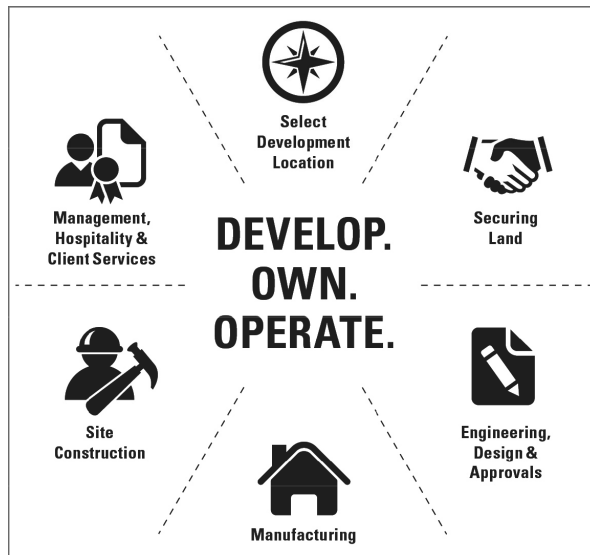 Select
Development
Location
Securing
Land
Engineering,
Design &
Approvals
Manufacturing
Site
Construction
Management,
Hospitality &
Client Services
DEVELOP.
OWN.
OPERATE.